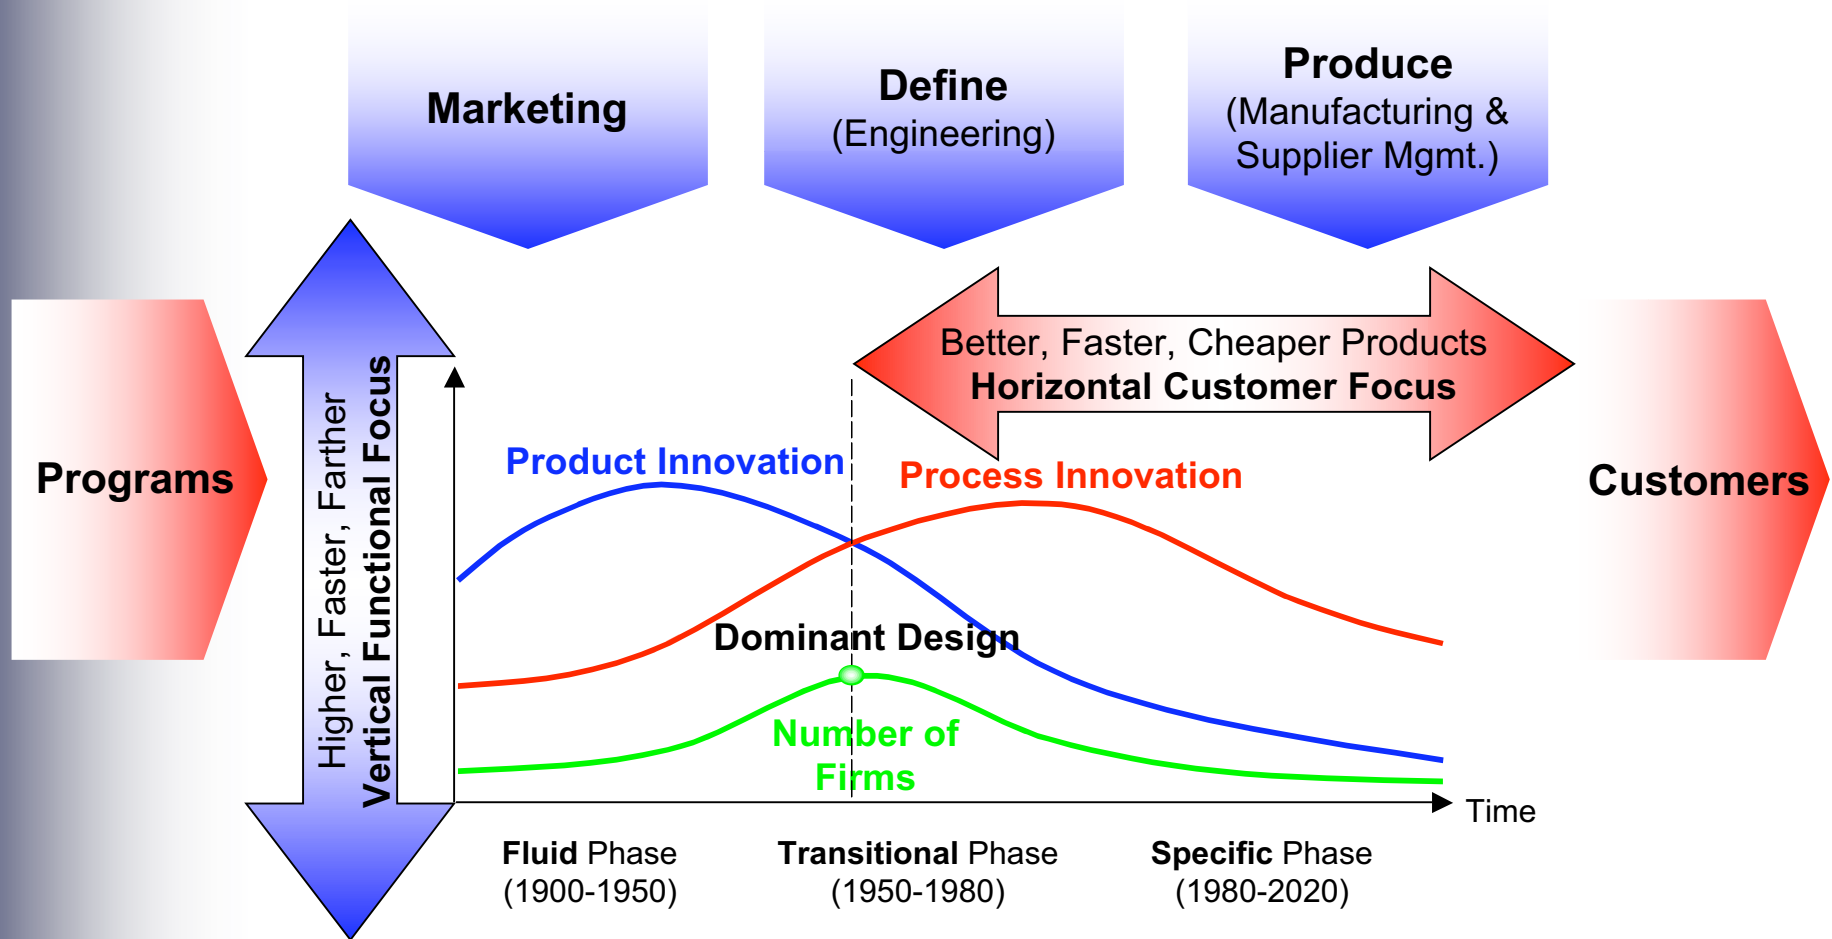 Marketing
Define
(Engineering)
Produce
(Manufacturing &
Supplier Mgmt.)
Programs
Higher, Faster, Farther
Vertical Functional Focus
Better, Faster, Cheaper Products
Horizontal Customer Focus
Customers
Product Innovation
Process Innovation
Dominant Design
Number of
Firms
Time
Fluid Phase
(1900-1950)
Transitional Phase
(1950-1980)
Specific Phase
(1980-2020)